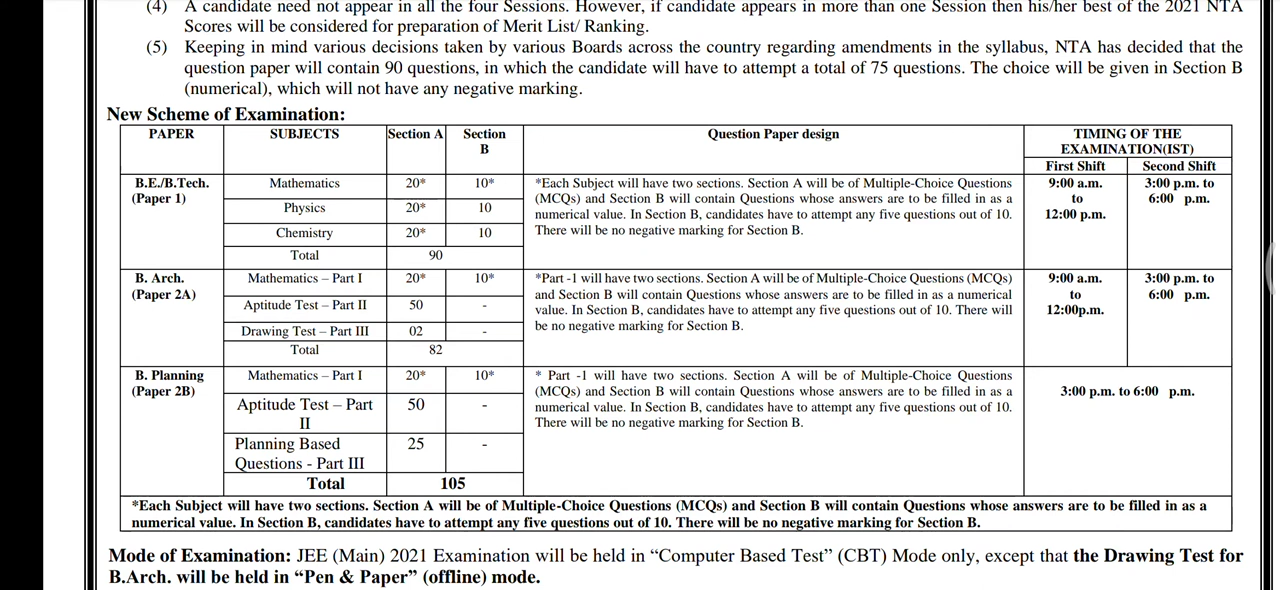 (4) A candidate need not appear in all the four Sessions. However, if candidate appears in more than one Session then his/her best of the 2021 NTA
Scores will be considered for preparation of Merit List/ Ranking.
(5) Keeping in mind various decisions taken by various Boards across the country regarding amendments in the syllabus, NTA has decided that the
question paper will contain 90 questions, in which the candidate will have to attempt a total of 75 questions. The choice will be given in Section B
(numerical), which will not have any negative marking.
New Scheme of Examination:
PAPER SUBJECTS Section A Section B Question Paper design TIMING OF THE
EXAMINATION(IST)
First Shift Second Shift
B.E./B.Tech.
(Paper 1)
Mathematics 20* 10*
Physics 20* 10
Chemistry 20* 10
Total 90
*Each Subject will have two sections. Section A will be of Multiple-Choice Questions
(MCQs) and Section B will contain Questions whose answers are to be filled in as a
numerical value. In Section B, candidates have to attempt any five questions out of 10.
There will be no negative marking for Section B.
9:00 a.m.
to
12:00 p.m.
3:00 p.m. to
6:00 p.m.
B. Arch.
(Paper 2A)
Mathematics – Part I 20* 10*
Aptitude Test – Part II 50 -
Drawing Test – Part III 02 -
Total 82
*Part -1 will have two sections. Section A will be of Multiple-Choice Questions (MCQs)
and Section B will contain Questions whose answers are to be filled in as a numerical
value. In Section B, candidates have to attempt any five questions out of 10. There will
be no negative marking for Section B.
9:00 a.m.
to
12:00p.m.
3:00 p.m. to
6:00 p.m.
B. Planning
(Paper 2B)
Mathematics – Part I 20* 10*
Aptitude Test – Part
II
50 -
Planning Based
Questions - Part III
25 -
Total 105
* Part -1 will have two sections. Section A will be of Multiple-Choice Questions
(MCQs) and Section B will contain Questions whose answers are to be filled in as a
numerical value. In Section B, candidates have to attempt any five questions out of 10.
There will be no negative marking for Section B.
3:00 p.m. to 6:00 p.m.
*Each Subject will have two sections. Section A will be of Multiple-Choice Questions (MCQs) and Section B will contain Questions whose answers are to be filled in as a
numerical value. In Section B, candidates have to attempt any five questions out of 10. There will be no negative marking for Section B.
Mode of Examination: JEE (Main) 2021 Examination will be held in “Computer Based Test” (CBT) Mode only, except that the Drawing Test for
B.Arch. will be held in “Pen & Paper” (offline) mode.